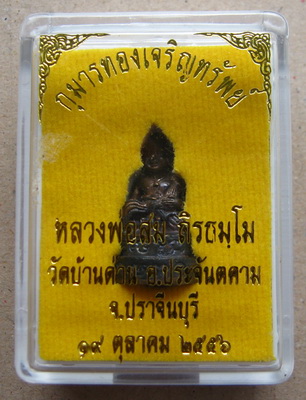 กุมารทองเจริญทรัพย์
หลวงพ่อสม ถิรธมฺโม
วัดบ้านด่าน อ.ประจันตคาม
จ.ปราจีนบุรี
๑๙ ตุลาคม ๒๕๕๖